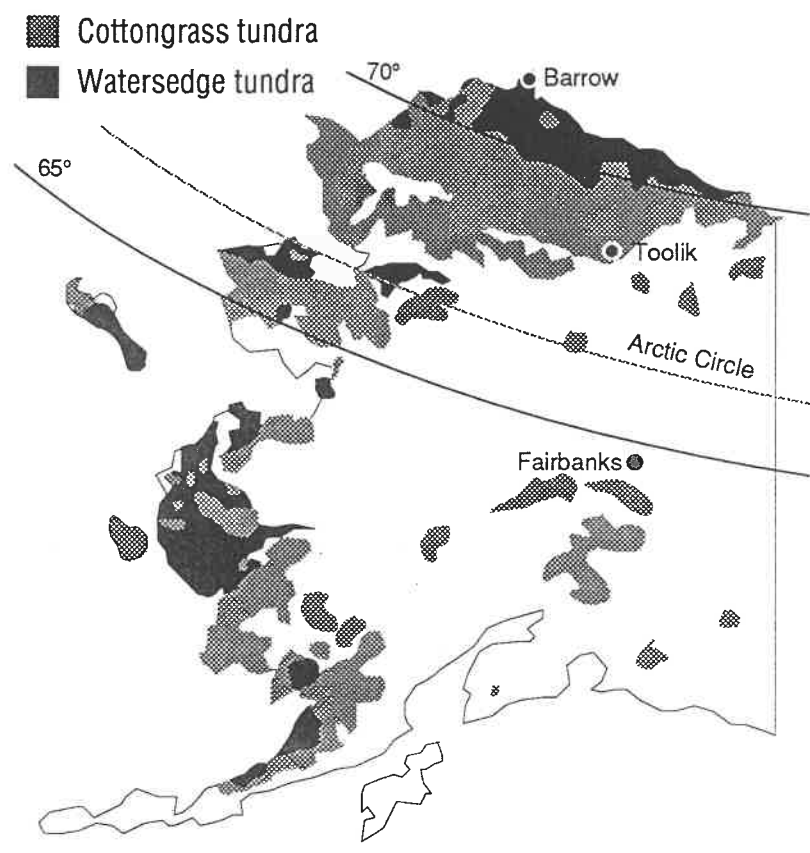 Cottongrass tundra
Watersedge tundra
70°
Barrow
65°
Toolik
Arctic Circle
Fairbanks